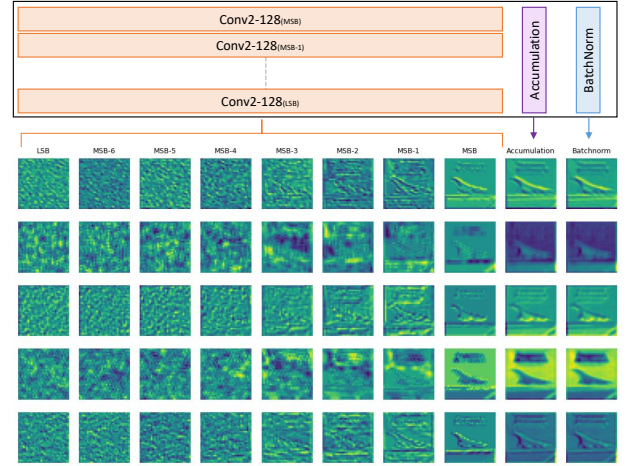 Conv2-128(MSB)
Conv2-128(MSB-1)
Conv2-128(LSB)
Accumulation
BatchNorm
LSB MSB-6 MSB-5 MSB-4 MSB-3 MSB-2 MSB-1 MSB Accumulation Batchnorm